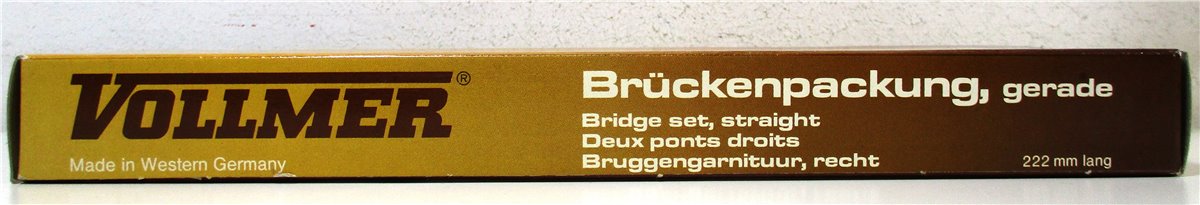 VOLLMER®
Made in Western Germany
Brückenpackung, gerade
Bridge set, straight
Deux ponts droits
Bruggengarnituur, recht
222 mm lang